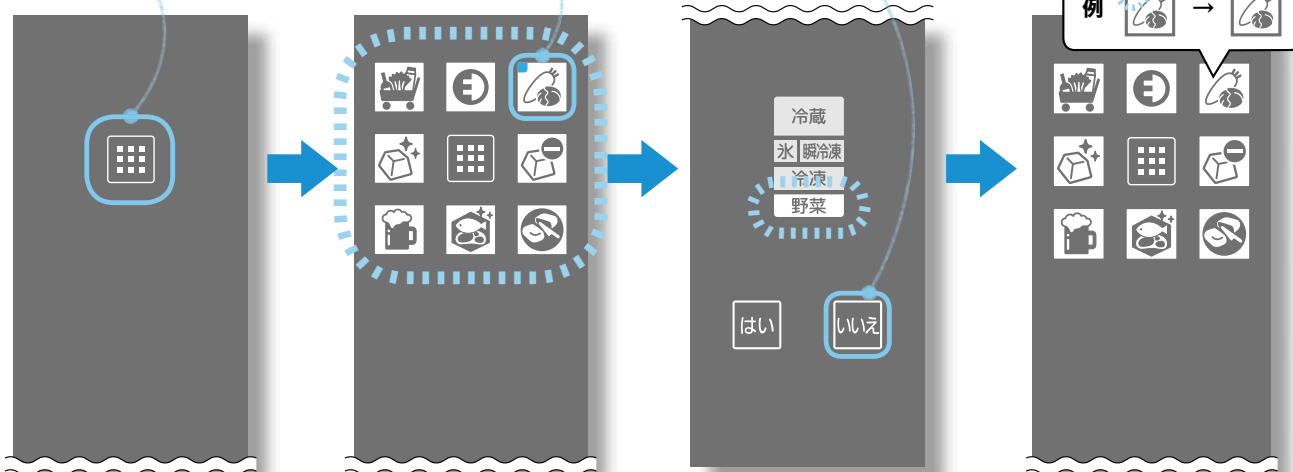 例 →
冷蔵
氷 瞬冷凍
冷凍
野菜
はい いいえ